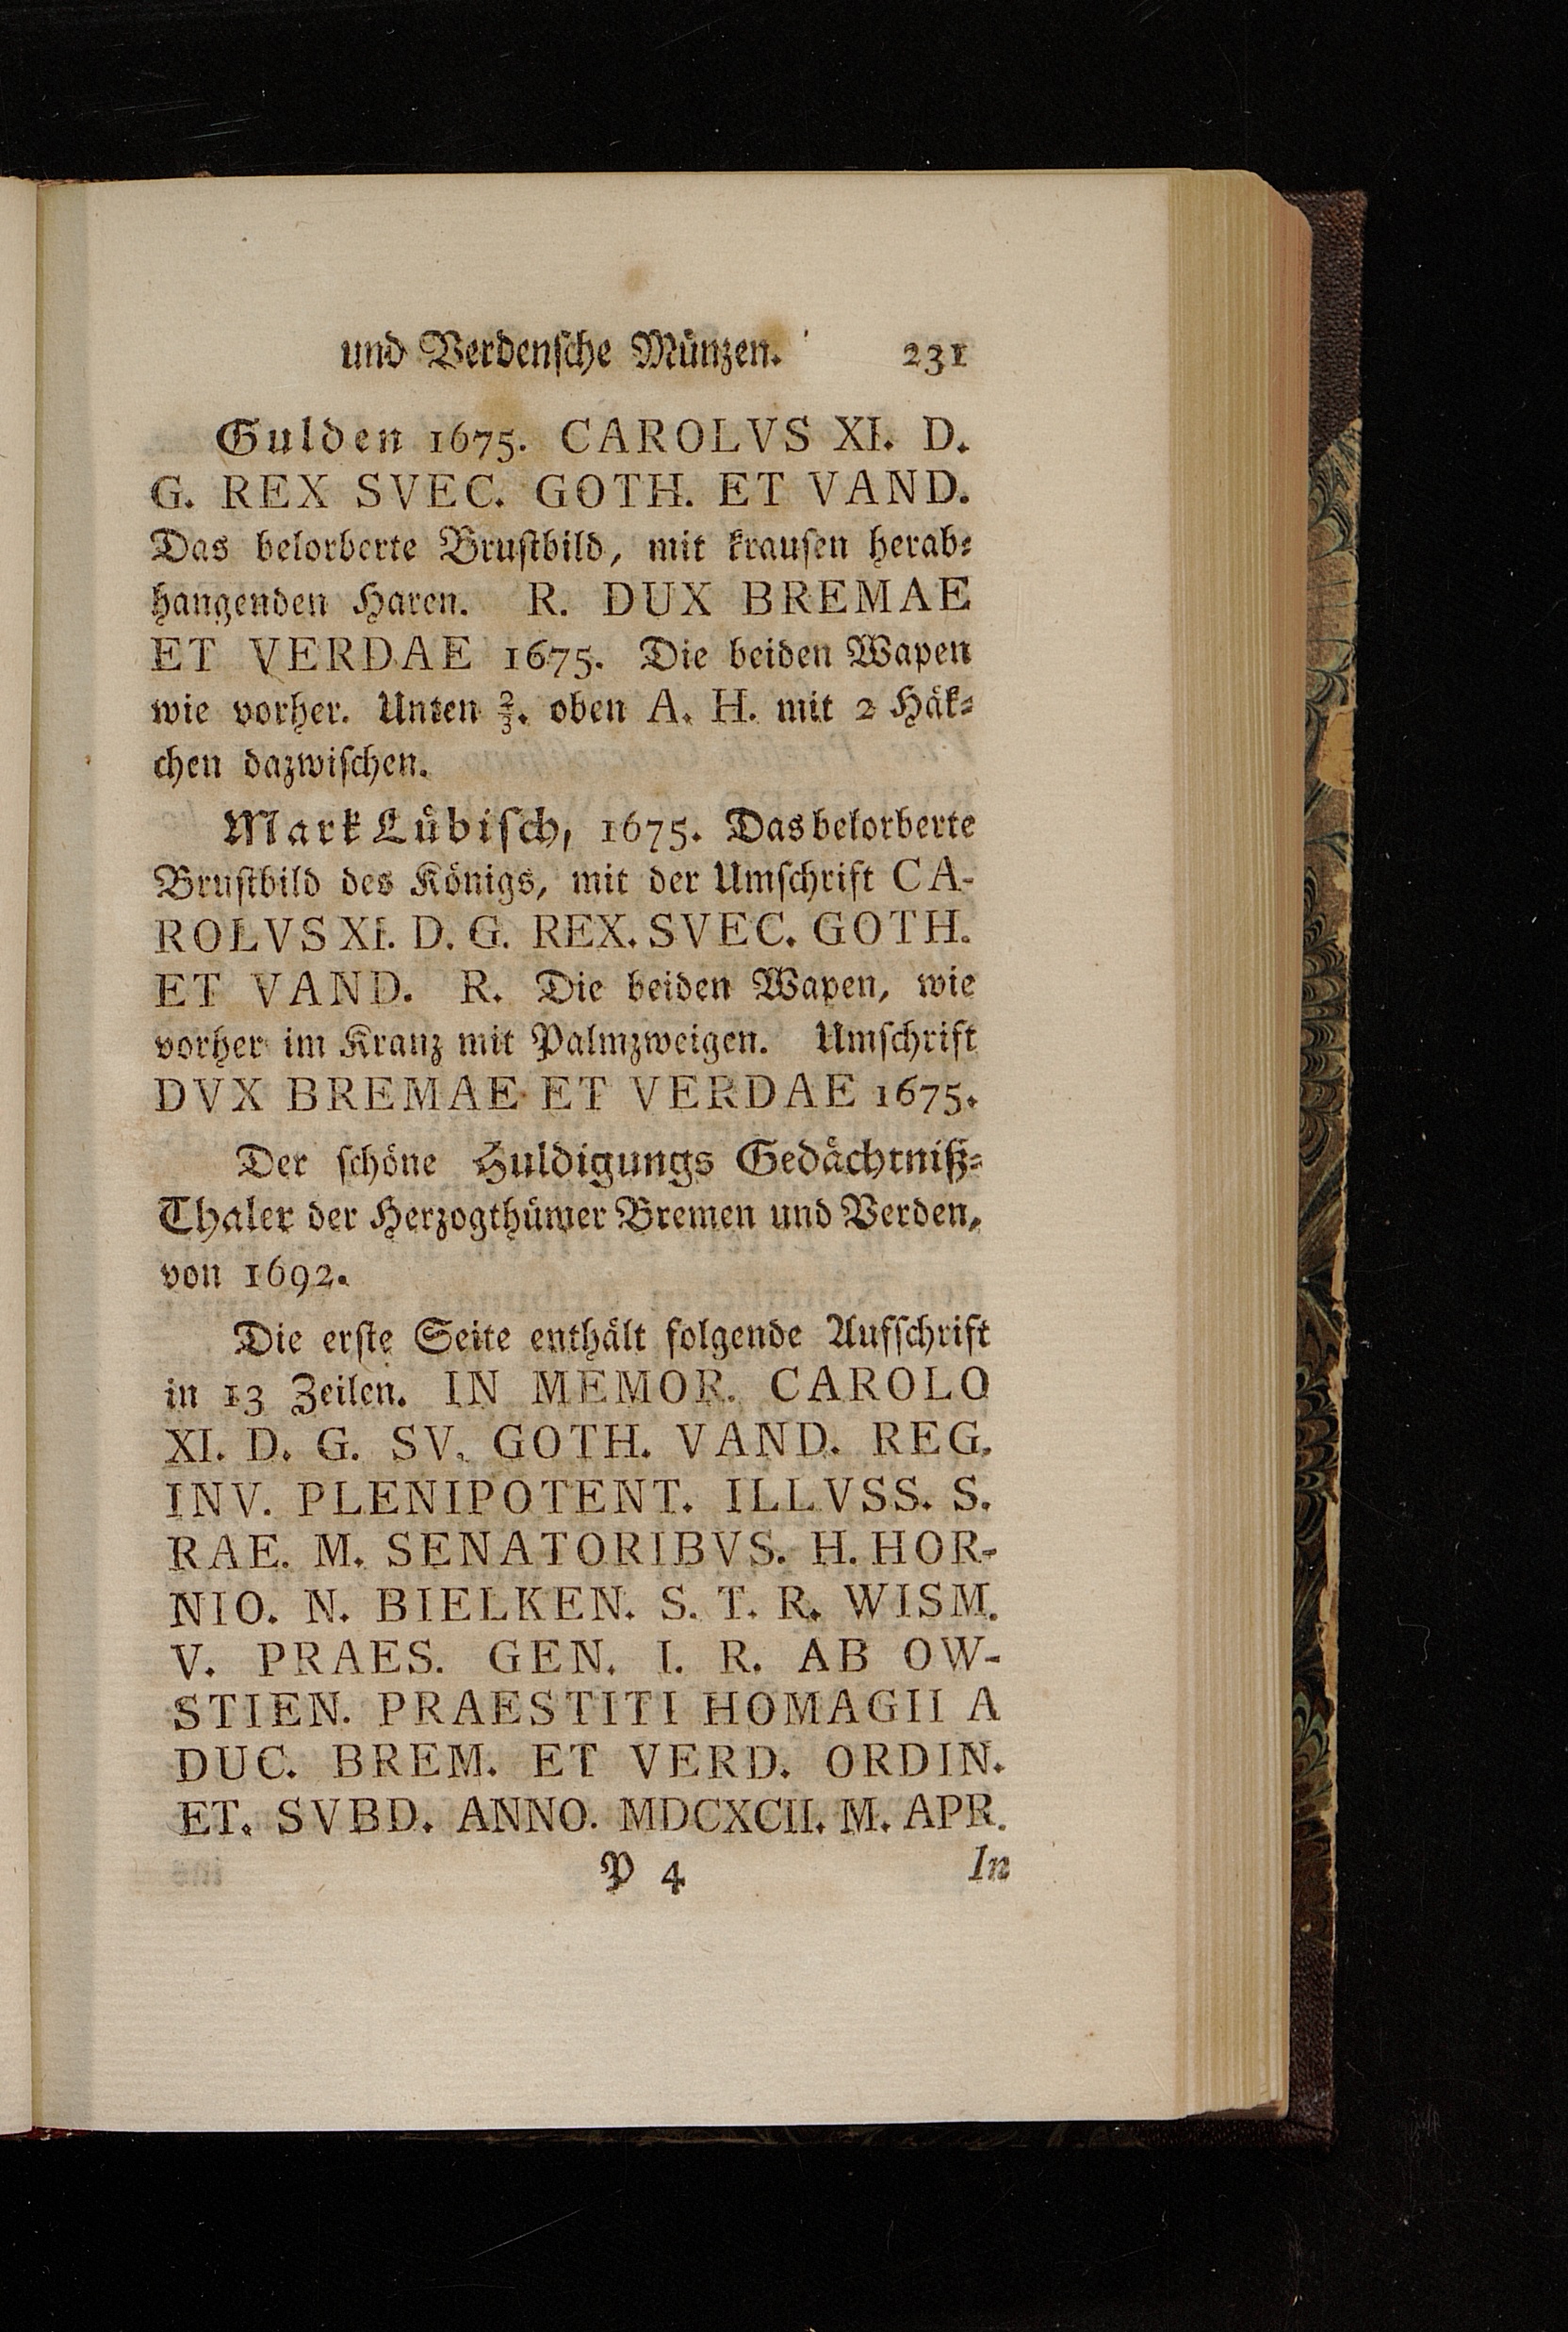 und Verdenſche Münzen. 231
Gulden 1675. CAROLVS XI. D.
G. REX SVEC. GOTH. ET VAND.
Das belorberte Bruſtbild, mit krauſen herab-
hangenden Haren. R. DUX BREMAE
ET VERDAE 1675. Die beiden Wapen
wie vorher. Unten 2/3. oben A. H. mit 2 Häk-
chen dazwiſchen.
Mark Lübiſch, 1675. Das belorberte
Bruſtbild des Königs, mit der Umſchrift CA-
ROLVS XI. D. G. REX. SVEC. GOTH.
ET VAND. R. Die beiden Wapen, wie
vorher im Kranz mit Palmzweigen. Umſchrift
DVX BREMAE ET VERDAE 1675.
Der ſchöne Huldigungs Gedächtniß-
Thaler der Herzogthümer Bremen und Verden,
von 1692.
Die erſte Seite enthält folgende Aufſchrift
in 13 Zeilen. IN MEMOR. CAROLO
XI. D. G. SV. GOTH. VAND. REG.
INV. PLENIPOTENT. ILLVSS. S.
RAE. M. SENATORIBVS. H. HOR-
NIO. N. BIELKEN. S. T. R. WISM.
V. PRAES. GEN. I. R. AB OW-
STIEN. PRAESTITI HOMAGII A
DUC. BREM. ET VERD. ORDIN.
ET. SVBD. ANNO. MDCXCII. M. APR.
P 4 In